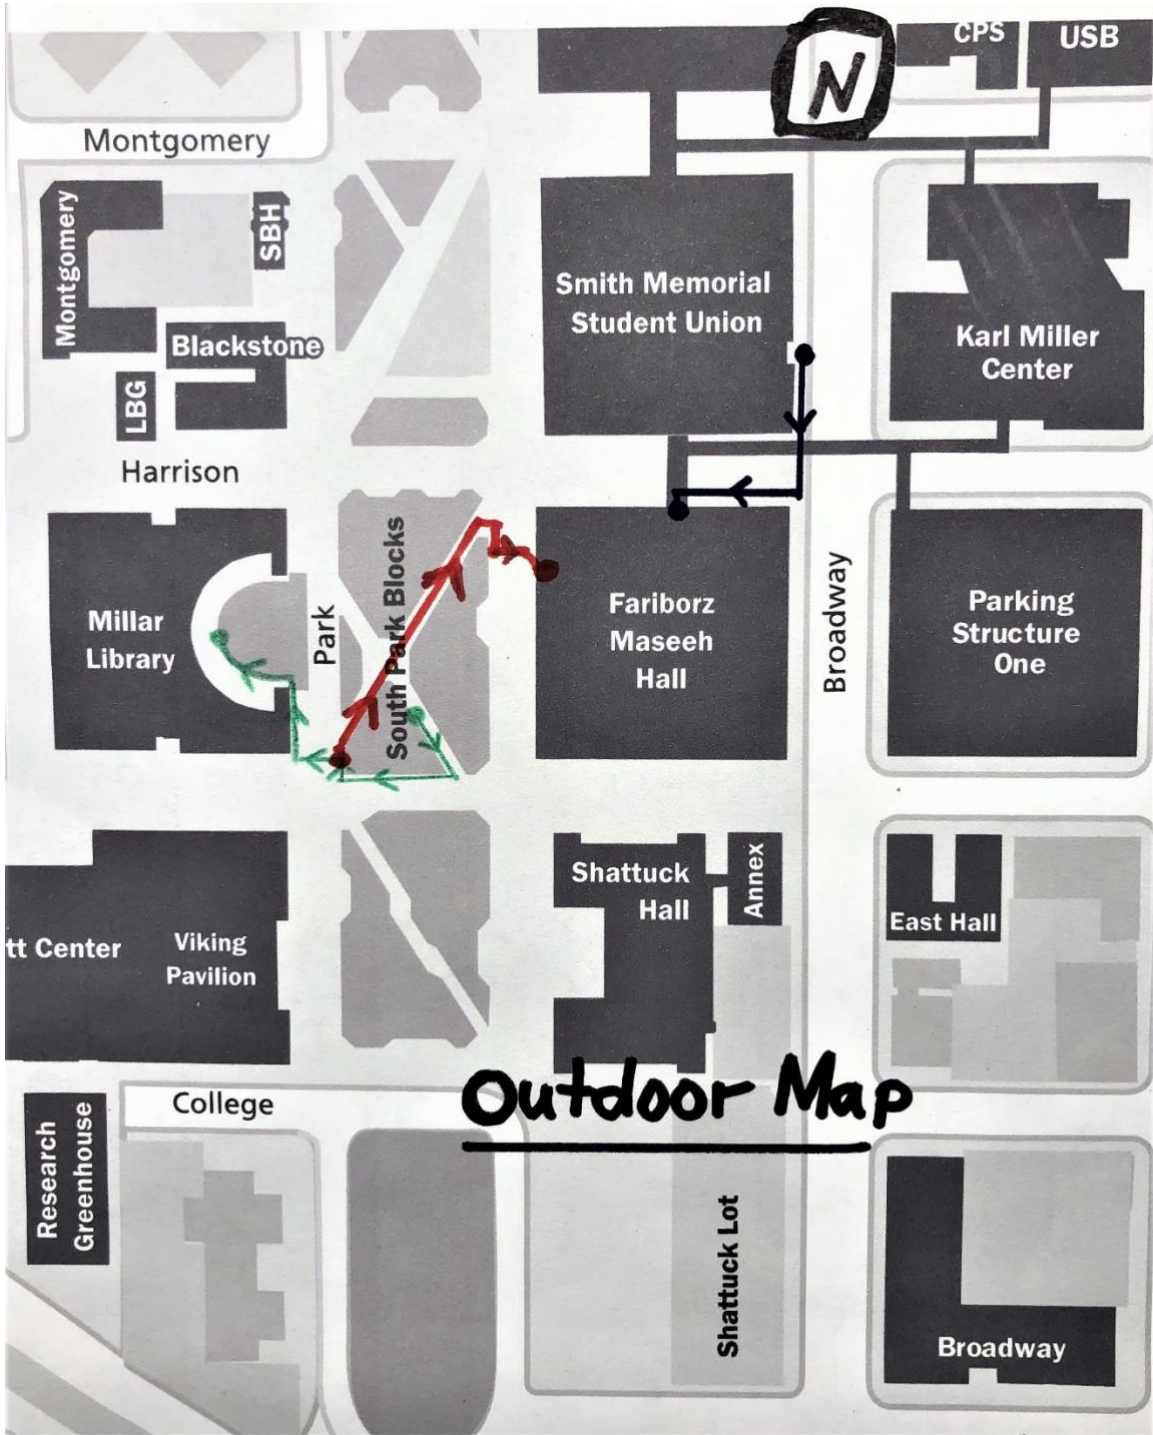 N
CPS
USB
Montgomery
Montgomery
SBH
Blackstone
LBG
Smith Memorial
Student Union
Karl Miller
Center
Harrison
Millar
Library
Park
South Park Blocks
Fariborz
Maseeh
Hall
Broadway
Parking
Structure
One
tt Center
Viking
Pavilion
Shattuck
Hall
Annex
East Hall
Outdoor Map
College
Research
Greenhouse
Shattuck Lot
Broadway